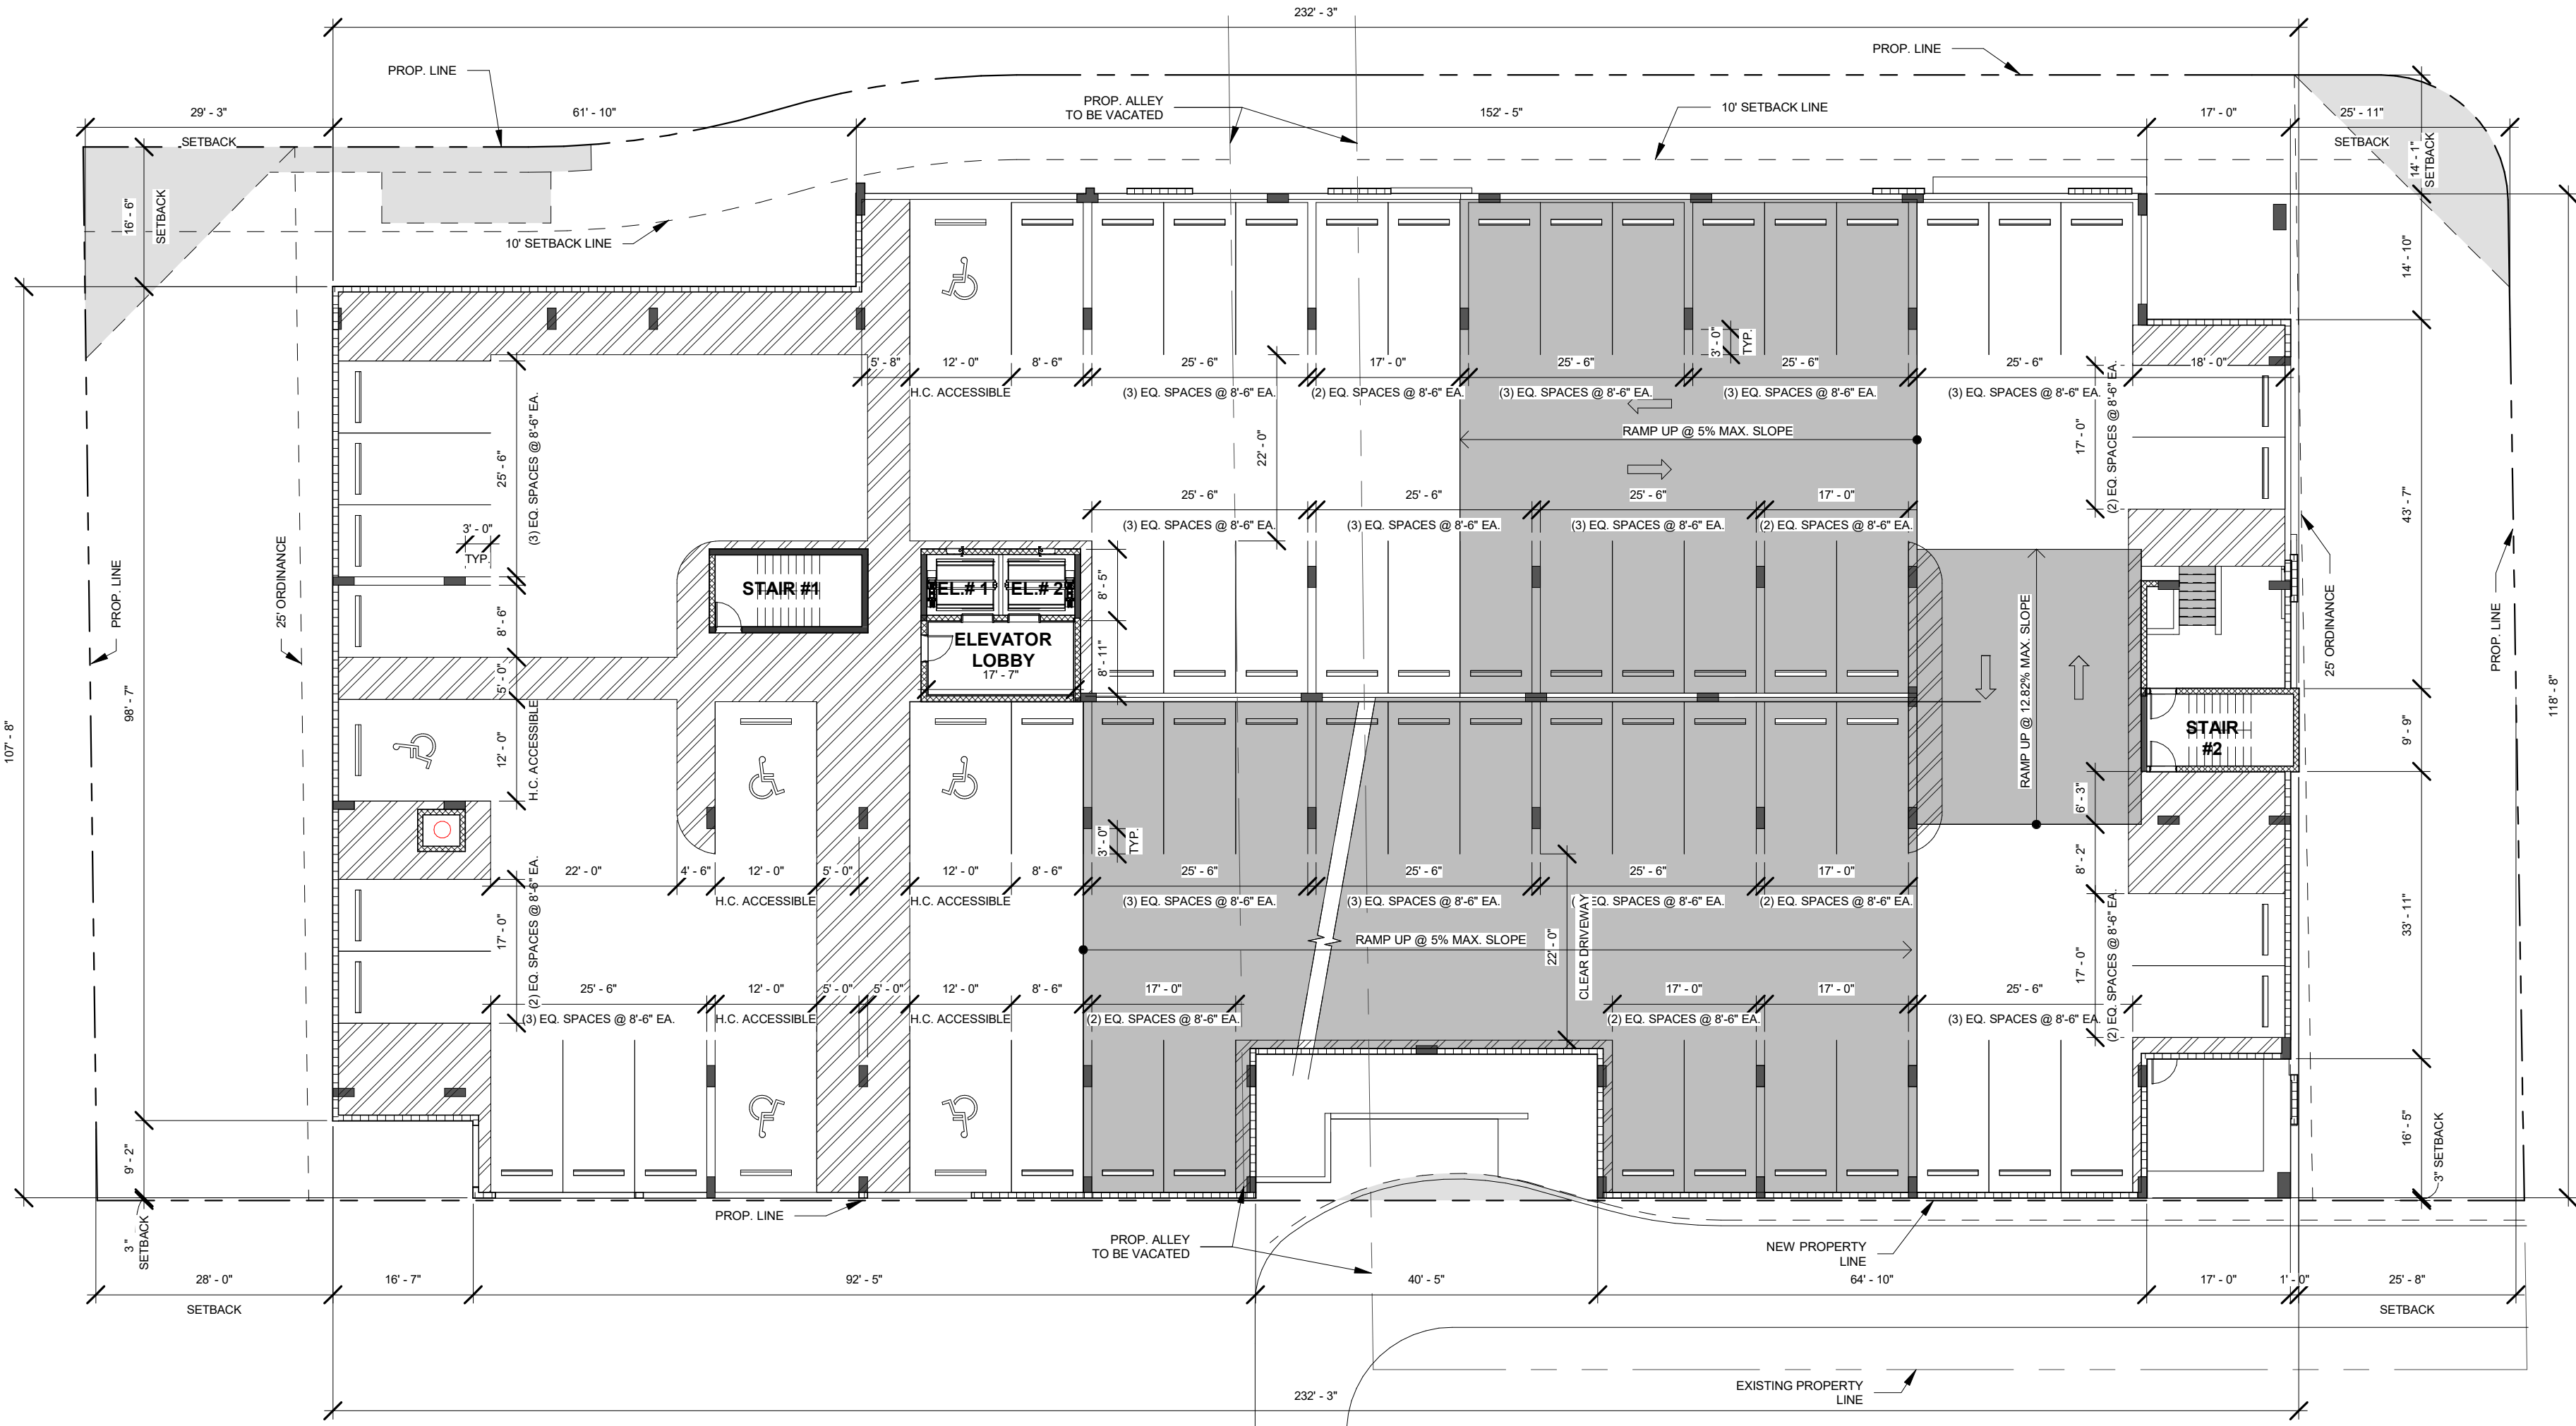 232' - 3"
PROP. LINE
PROP. LINE
29' - 3"
61' - 10"
PROP. ALLEY
TO BE VACATED
152' - 5"
10' SETBACK LINE
17' - 0"
25' - 11"
SETBACK
SETBACK
14' - 1"
SETBACK
16' - 6"
SETBACK
10' SETBACK LINE
14' - 10"
3' - 0"
TYP.
5' - 8"
12' - 0"
8' - 6"
25' - 6"
17' - 0"
25' - 6"
25' - 6"
25' - 6"
18' - 0"
H.C. ACCESSIBLE
(3) EQ. SPACES @ 8'-6" EA.
(2) EQ. SPACES @ 8'-6" EA.
(3) EQ. SPACES @ 8'-6" EA.
(3) EQ. SPACES @ 8'-6" EA.
(3) EQ. SPACES @ 8'-6" EA.
17' - 0"
(2) EQ. SPACES @ 8'-6" EA.
RAMP UP @ 5% MAX. SLOPE
22' - 0"
25' - 6"
(3) EQ. SPACES @ 8'-6" EA.
25' - 6"
25' - 6"
25' - 6"
17' - 0"
(3) EQ. SPACES @ 8'-6" EA.
(3) EQ. SPACES @ 8'-6" EA.
(3) EQ. SPACES @ 8'-6" EA.
(2) EQ. SPACES @ 8'-6" EA.
43' - 7"
3' - 0"
TYP.
PROP. LINE
25' ORDINANCE
STAIR #1
EL.# 1
EL.# 2
8' - 5"
8' - 6"
ELEVATOR
LOBBY
17' - 7"
8' - 11"
5' - 0"
RAMP UP @ 12.82% MAX. SLOPE
25' ORDINANCE
PROP. LINE
107' - 8"
98' - 7"
118' - 8"
STAIR
#2
9' - 9"
12' - 0"
H.C. ACCESSIBLE
6' - 3"
3' - 0"
TYP.
8' - 2"
22' - 0"
4' - 6"
12' - 0"
5' - 0"
12' - 0"
8' - 6"
25' - 6"
25' - 6"
25' - 6"
17' - 0"
H.C. ACCESSIBLE
H.C. ACCESSIBLE
(3) EQ. SPACES @ 8'-6" EA.
(3) EQ. SPACES @ 8'-6" EA.
EQ. SPACES @ 8'-6" EA.
(2) EQ. SPACES @ 8'-6" EA.
17' - 0"
(2) EQ. SPACES @ 8'-6" EA.
RAMP UP @ 5% MAX. SLOPE
22' - 0"
CLEAR DRIVEWAY
17' - 0"
(2) EQ. SPACES @ 8'-6" EA.
33' - 11"
25' - 6"
12' - 0"
5' - 0"
5' - 0"
12' - 0"
8' - 6"
17' - 0"
17' - 0"
17' - 0"
25' - 6"
(3) EQ. SPACES @ 8'-6" EA.
H.C. ACCESSIBLE
H.C. ACCESSIBLE
(2) EQ. SPACES @ 8'-6" EA.
(2) EQ. SPACES @ 8'-6" EA.
(3) EQ. SPACES @ 8'-6" EA.
9' - 2"
16' - 5"
3" SETBACK
3"
SETBACK
PROP. LINE
PROP. ALLEY
TO BE VACATED
NEW PROPERTY
LINE
28' - 0"
16' - 7"
92' - 5"
40' - 5"
64' - 10"
17' - 0"
1' - 0"
25' - 8"
SETBACK
SETBACK
EXISTING PROPERTY
LINE
232' - 3"